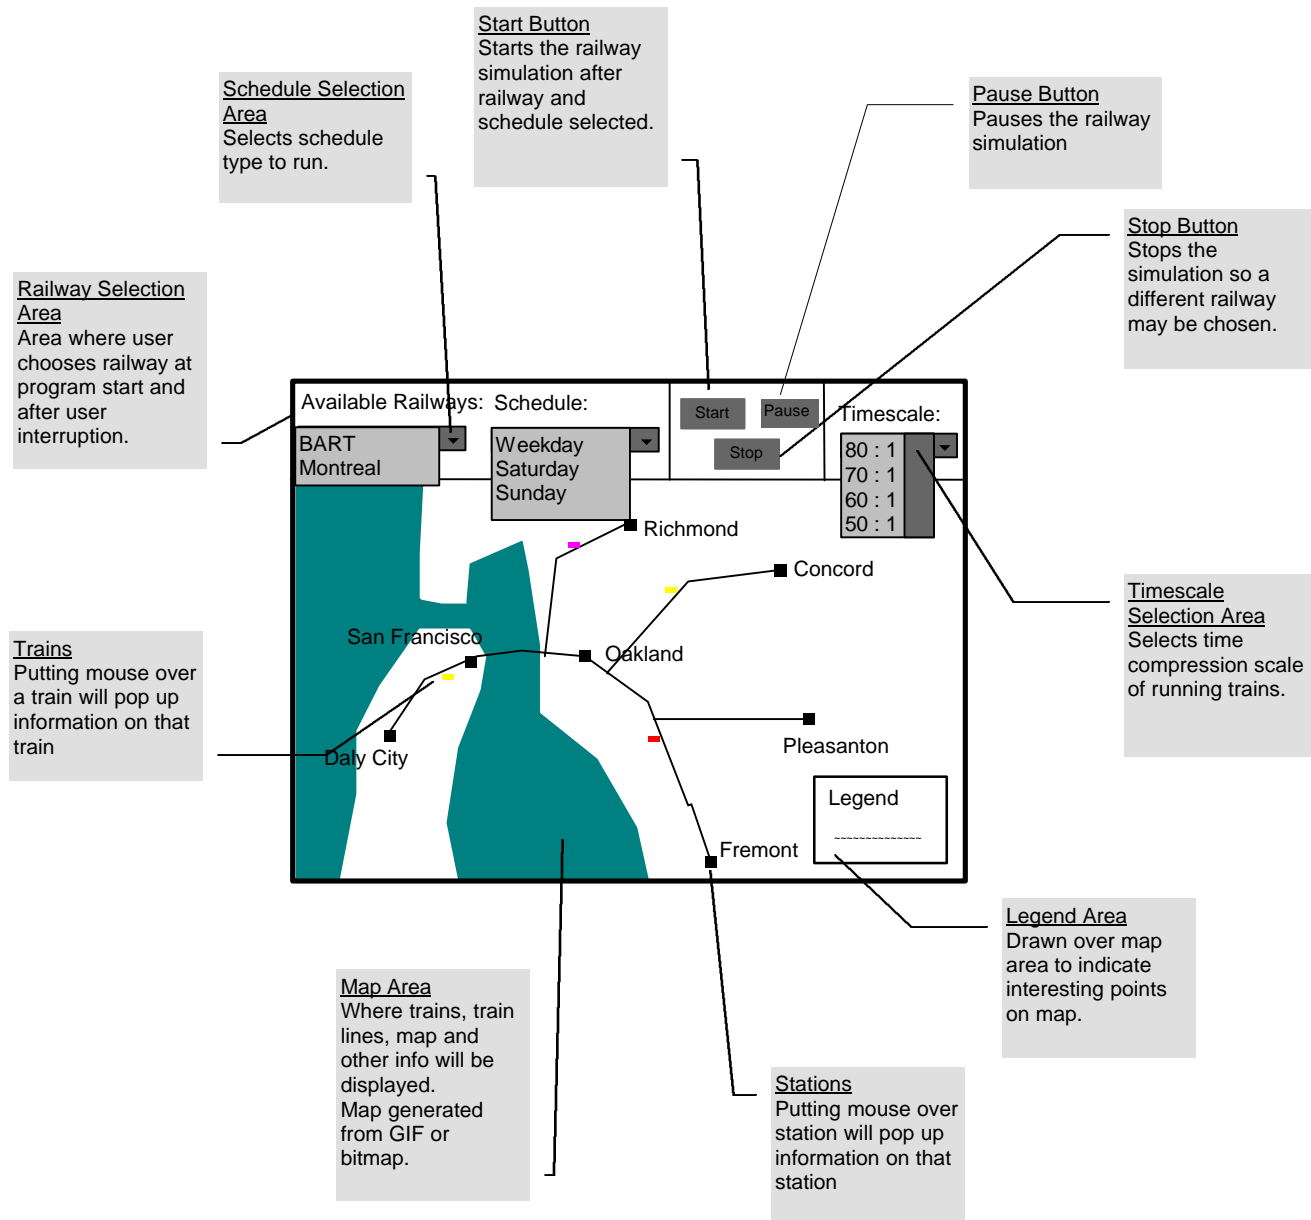 Start Button
Starts the railway
simulation after
railway and
schedule selected.
Schedule Selection
Area
Selects schedule
type to run.
Pause Button
Pauses the railway
simulation
Stop Button
Stops the
simulation so a
different railway
may be chosen.
Railway Selection
Area
Area where user
chooses railway at
program start and
after user
interruption.
Available Railways:
BART
Montreal
Schedule:
Weekday
Saturday
Sunday
Start
Pause
Stop
Timescale:
80 : 1
70 : 1
60 : 1
50 : 1
Richmond
Concord
San Francisco
Oakland
Daly City
Pleasanton
Fremont
Legend
~~~~~~~~~~~~~~
Trains
Putting mouse over
a train will pop up
information on that
train
Timescale
Selection Area
Selects time
compression scale
of running trains.
Legend Area
Drawn over map
area to indicate
interesting points
on map.
Map Area
Where trains, train
lines, map and
other info will be
displayed.
Map generated
from GIF or
bitmap.
Stations
Putting mouse over
station will pop up
information on that
station